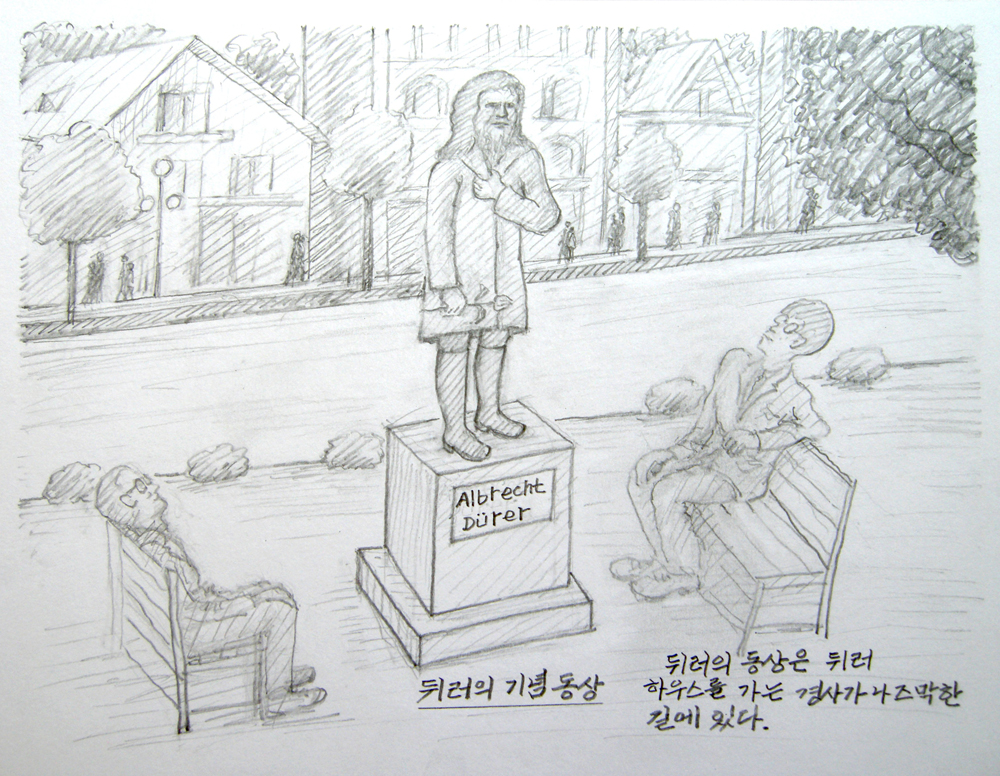 Albrecht
Dürer
뒤러의 기념 동상
뒤러의 동상은 뒤러
하우스를 가는 경사가 나즈막한
길에 있다.